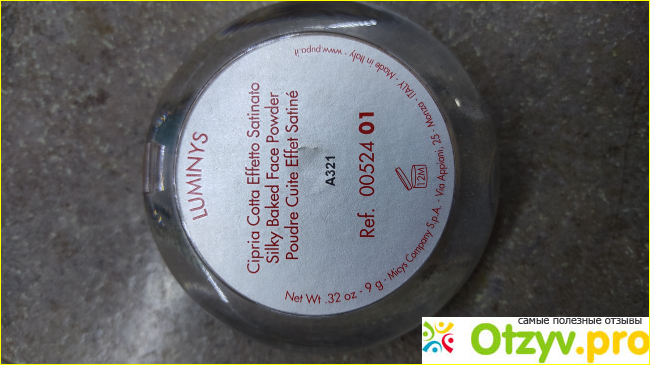 LUMINYS
Cipria Cotta Effetto Satinato
Silky Baked Face Powder
Poudre Cuite Effet Satiné
A321
Ref. 00524 01
12M
Net Wt .32 oz - 9 g - Micys Company S.p.A. - Via Appiani, 25 - Monza - ITALY - Made in Italy - www.pupa.it
самые полезные отзывы
Otzyv.pro